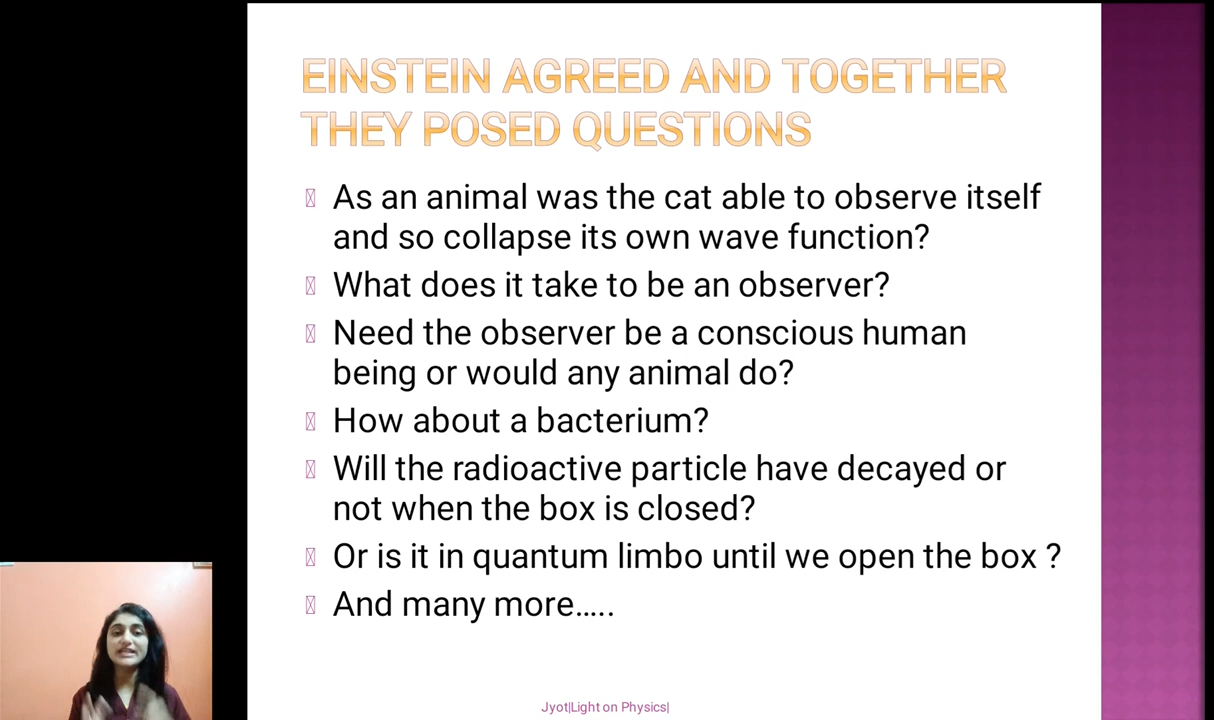 EINSTEIN AGREED AND TOGETHER
THEY POSED QUESTIONS
As an animal was the cat able to observe itself
and so collapse its own wave function?
What does it take to be an observer?
Need the observer be a conscious human
being or would any animal do?
How about a bacterium?
Will the radioactive particle have decayed or
not when the box is closed?
Or is it in quantum limbo until we open the box ?
And many more…..
Jyot|Light on Physics|